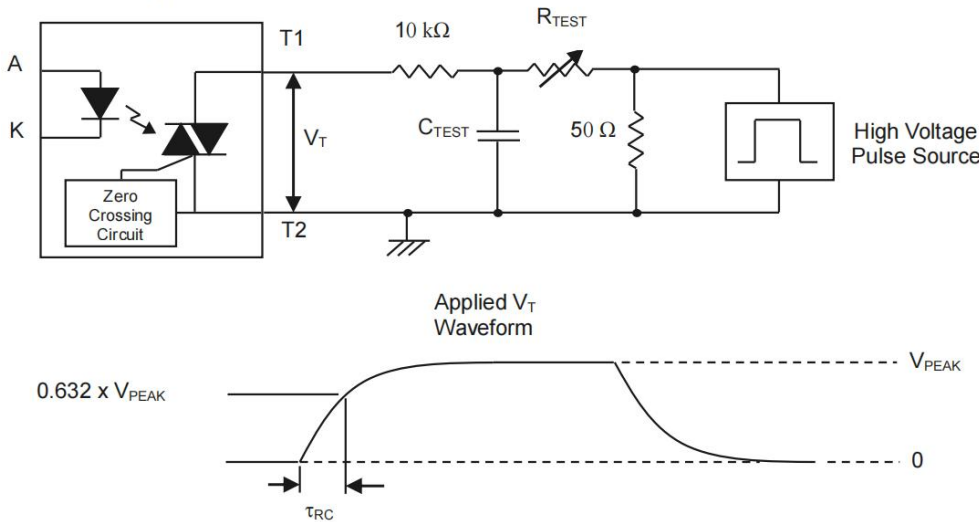 T1
10 kΩ
R_TEST
A
K
V_T
C_TEST
50 Ω
High Voltage
Pulse Source
Zero
Crossing
Circuit
T2
Applied V_T
Waveform
V_PEAK
0.632 x V_PEAK
0
τ_RC